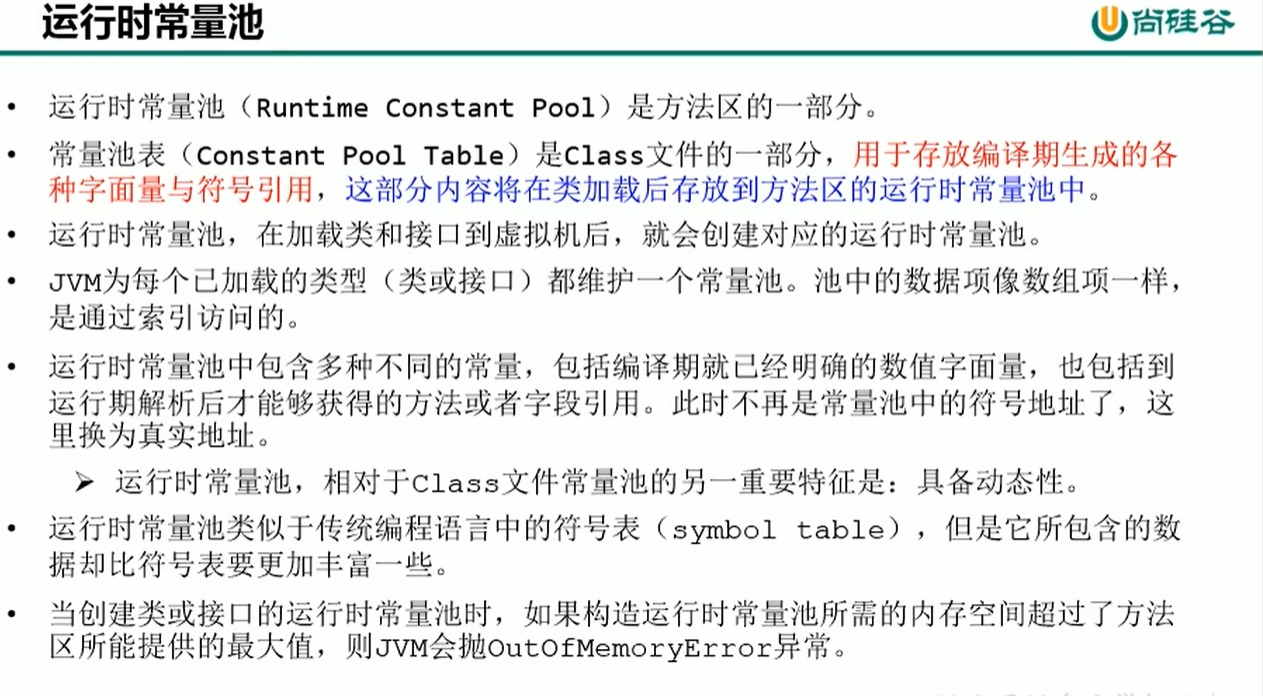 运行时常量池
尚硅谷
• 运行时常量池（Runtime Constant Pool）是方法区的一部分。
• 常量池表（Constant Pool Table）是Class文件的一部分，用于存放编译期生成的各
种字面量与符号引用，这部分内容将在类加载后存放到方法区的运行时常量池中。
• 运行时常量池，在加载类和接口到虚拟机后，就会创建对应的运行时常量池。
• JVM为每个已加载的类型（类或接口）都维护一个常量池。池中的数据项像数组项一样，
是通过索引访问的。
• 运行时常量池中包含多种不同的常量，包括编译期就已经明确的数值字面量，也包括到
运行期解析后才能够获得的方法或者字段引用。此时不再是常量池中的符号地址了，这
里换为真实地址。
➢ 运行时常量池，相对于Class文件常量池的另一重要特征是：具备动态性。
• 运行时常量池类似于传统编程语言中的符号表（symbol table），但是它所包含的数
据却比符号表要更加丰富一些。
• 当创建类或接口的运行时常量池时，如果构造运行时常量池所需的内存空间超过了方法
区所能提供的最大值，则JVM会抛OutOfMemoryError异常。